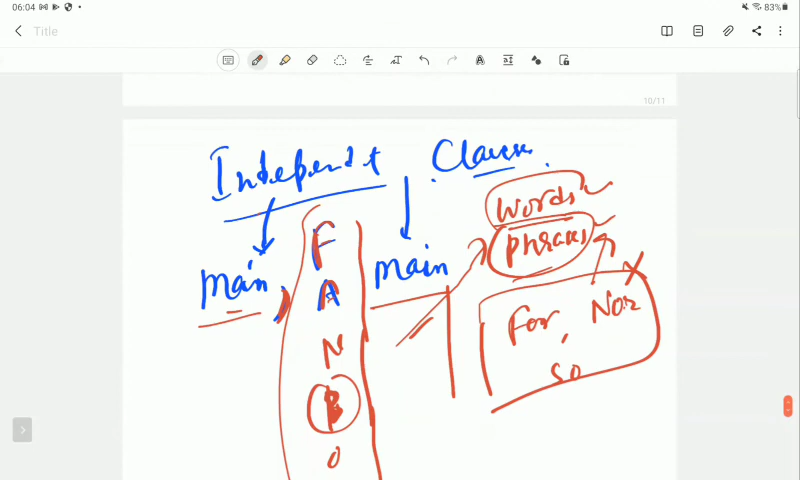 06:04
83%
Title
10/11
Independent Clause.
Words
Phrases
Main, F Main
A
For, Nor
N
so
B
O